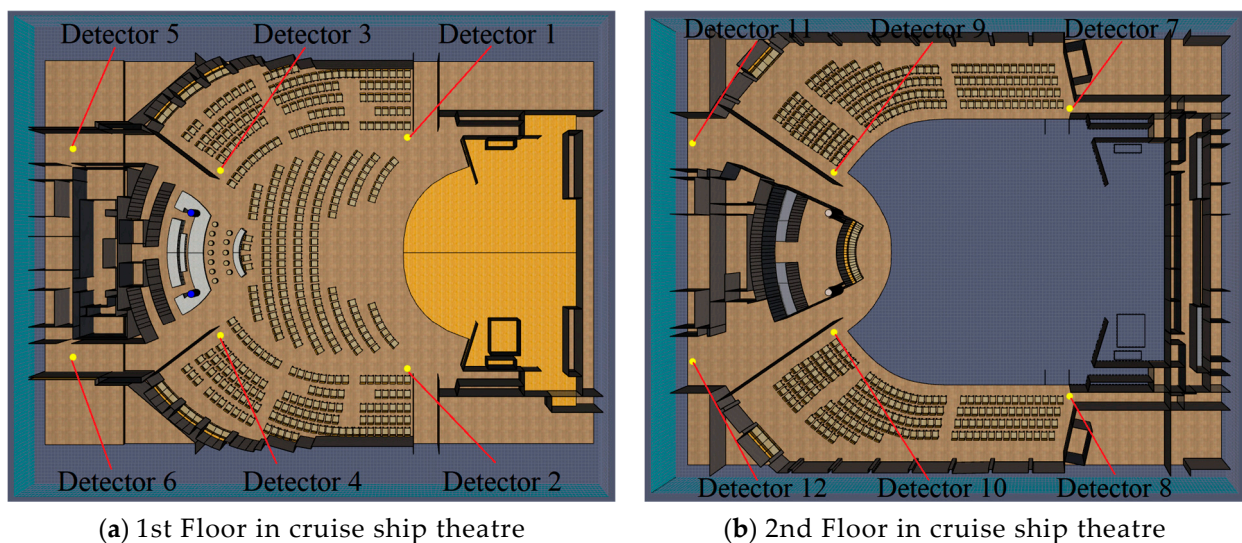 Detector 5 Detector 3 Detector 1
Detector 6 Detector 4 Detector 2
(a) 1st Floor in cruise ship theatre
Detector 11 Detector 9 Detector 7
Detector 12 Detector 10 Detector 8
(b) 2nd Floor in cruise ship theatre